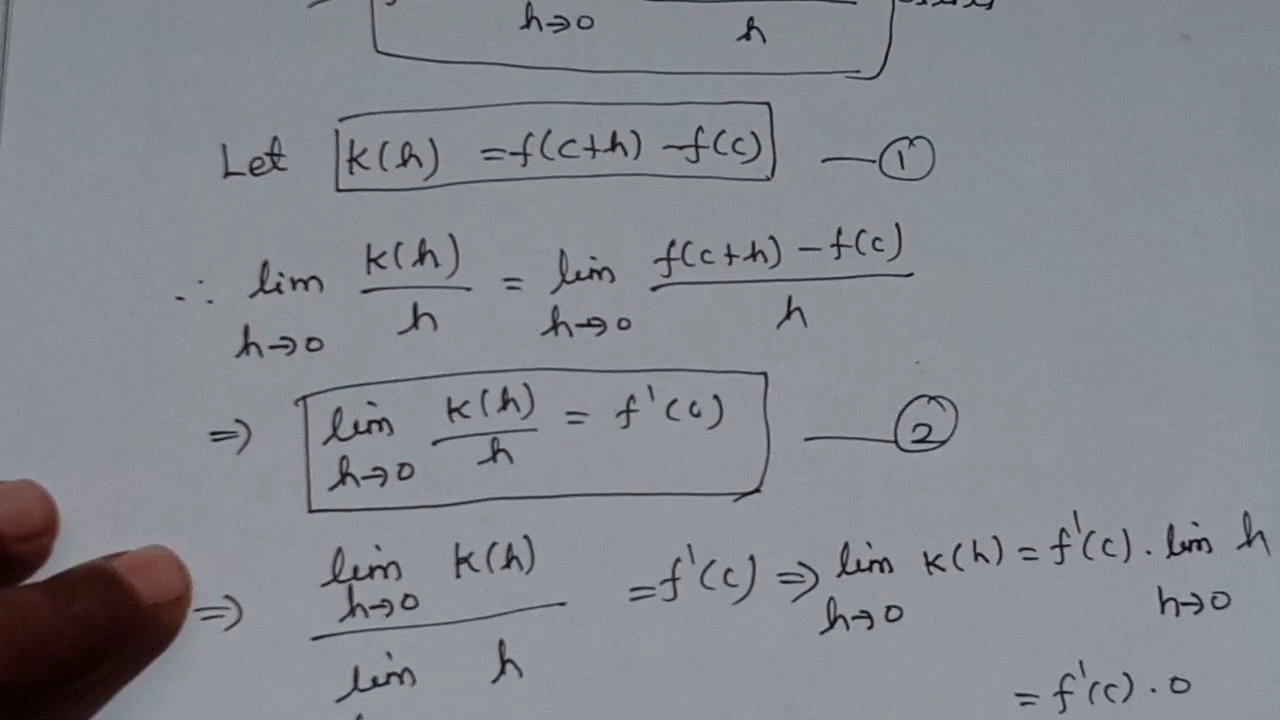 h→0 h
Let k(h) = f(c+h) - f(c) — ①
∴ lim k(h)/h = lim f(c+h) - f(c)/h
h→0 h→0
⇒ lim k(h)/h = f'(c) — ②
h→0
⇒ lim k(h) = f'(c) ⇒ lim k(h) = f'(c) . lim h
h→0 h→0 h→0
lim h
= f'(c) . 0